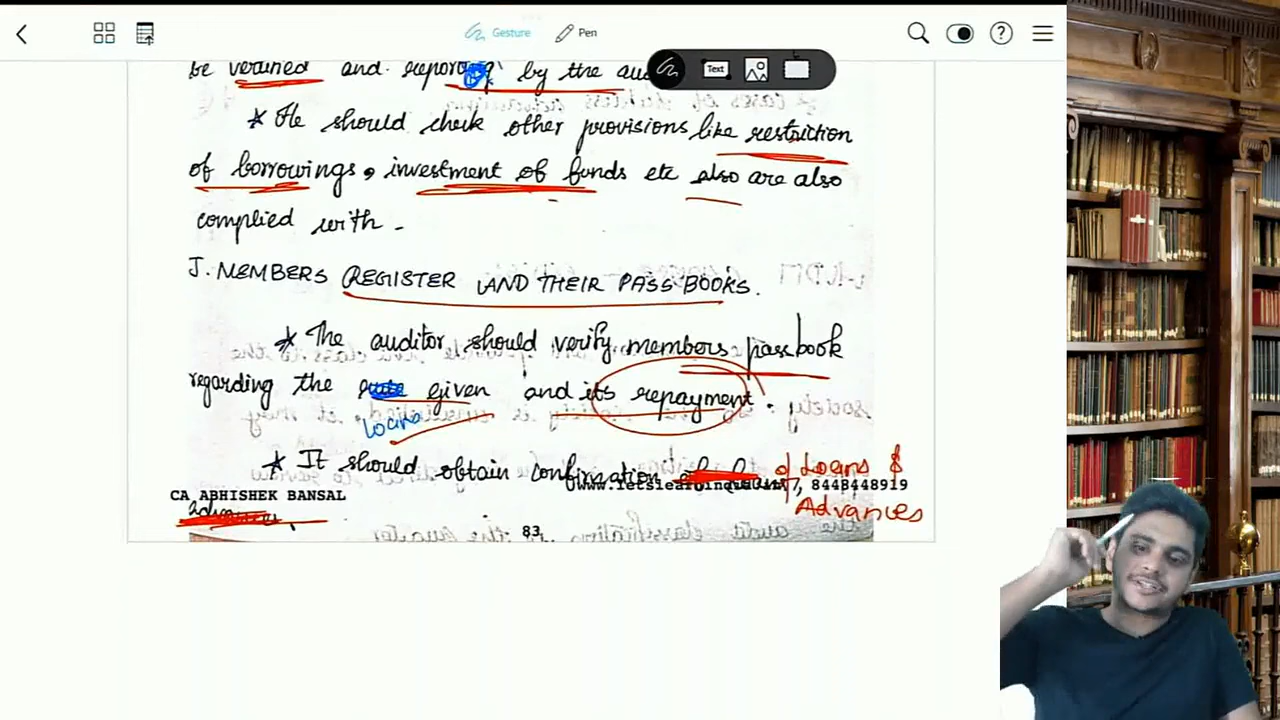 Gesture Pen
Text
be verified and reporting by the au
* He should check other provisions like restriction
of borrowings, investment of funds etc also are also
complied with.
J. MEMBERS REGISTER AND THEIR PASS BOOKS.
* The auditor should verify members passbook
regarding the given and its repayment.
loans
* It should obtain confirmation of Loans &
CA ABHISHEK BANSAL 8448448919
Advances
83